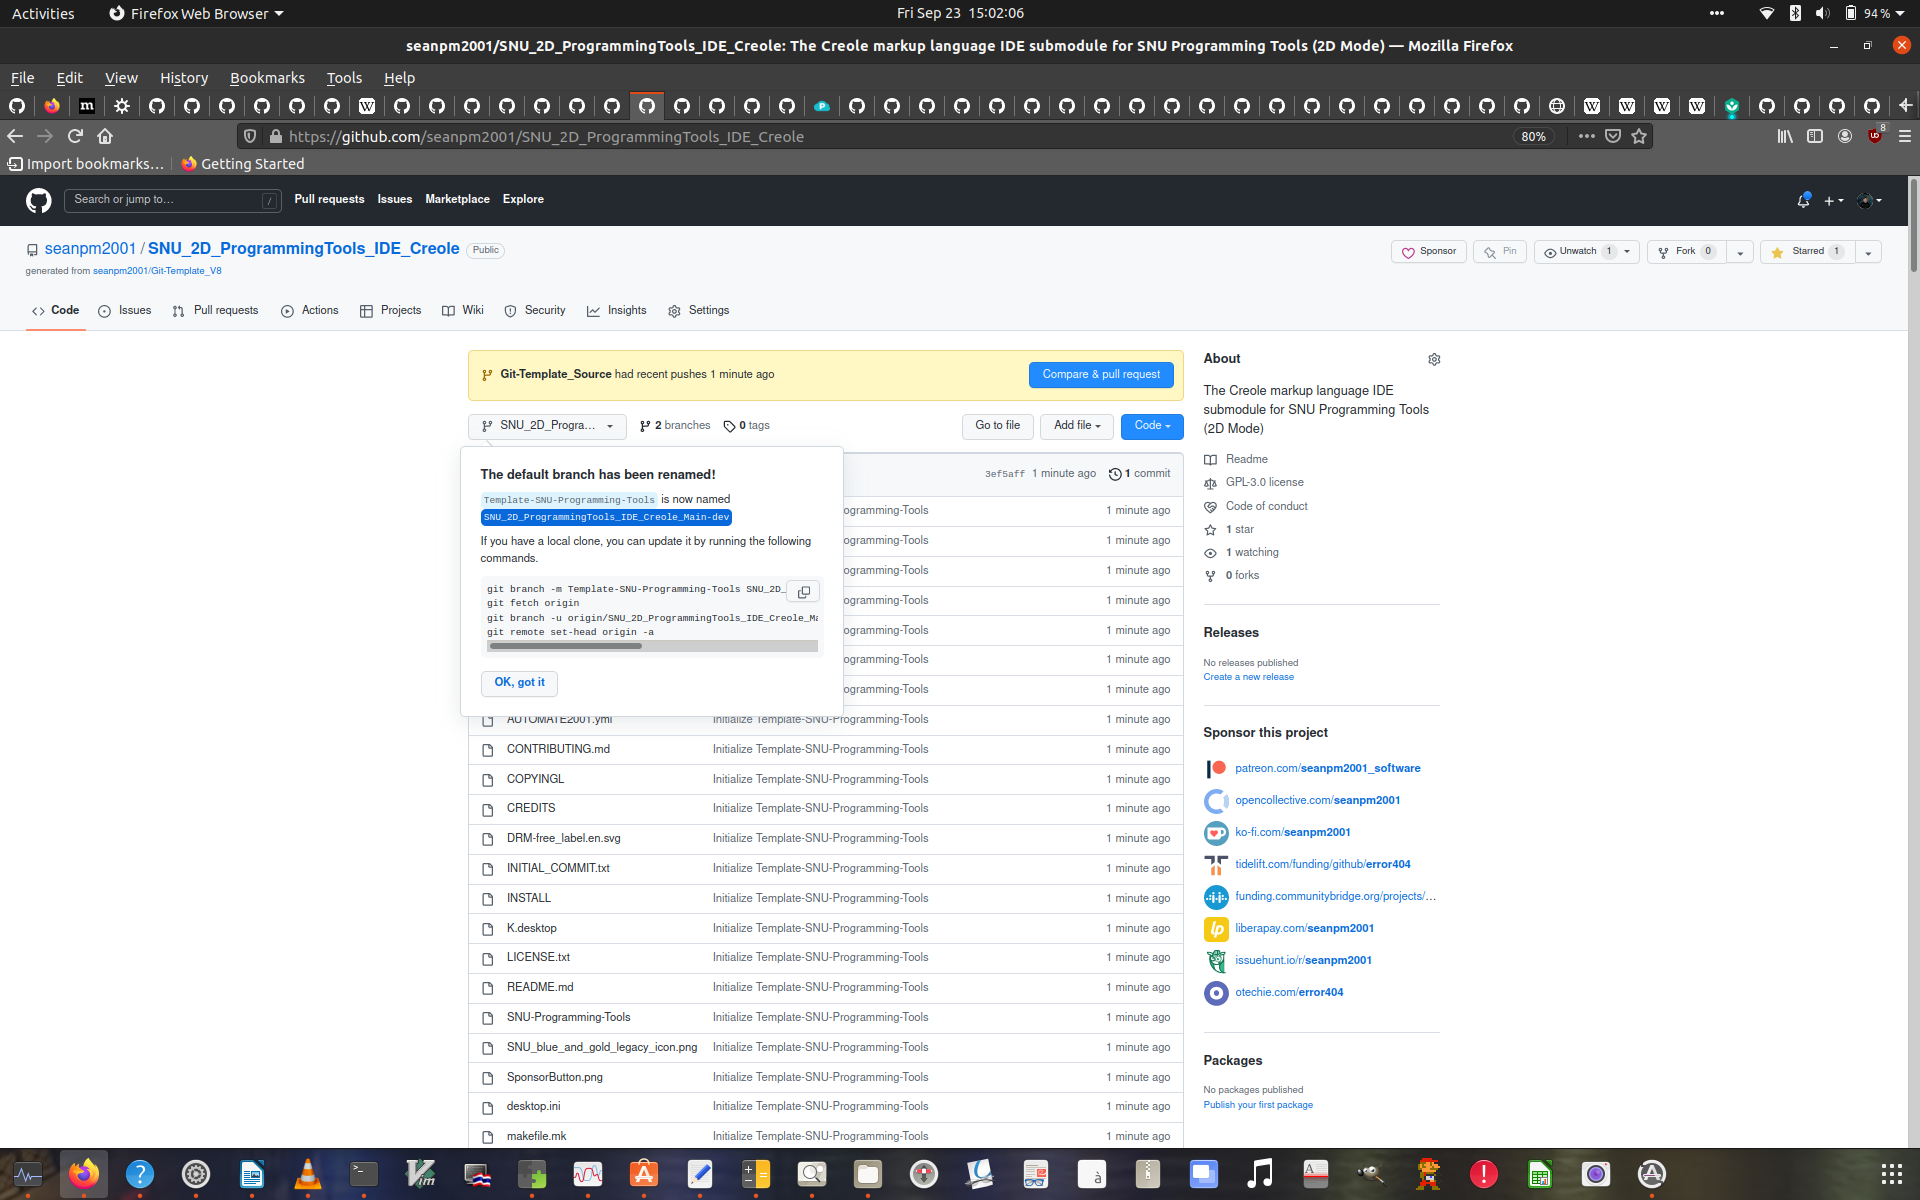 Activities
Firefox Web Browser
Fri Sep 23 15:02:06
94 %
seanpm2001/SNU_2D_ProgrammingTools_IDE_Creole: The Creole markup language IDE submodule for SNU Programming Tools (2D Mode) — Mozilla Firefox
File Edit View History Bookmarks Tools Help
https://github.com/seanpm2001/SNU_2D_ProgrammingTools_IDE_Creole
80%
8
Import bookmarks…
Getting Started
Search or jump to…
/
Pull requests Issues Marketplace Explore
seanpm2001 / SNU_2D_ProgrammingTools_IDE_Creole
Public
generated from seanpm2001/Git-Template_V8
Sponsor
Pin
Unwatch 1
Fork 0
Starred 1
Code
Issues
Pull requests
Actions
Projects
Wiki
Security
Insights
Settings
Git-Template_Source had recent pushes 1 minute ago
Compare & pull request
SNU_2D_Progra…
2 branches
0 tags
Go to file
Add file
Code
The default branch has been renamed!
Template-SNU-Programming-Tools is now named
SNU_2D_ProgrammingTools_IDE_Creole_Main-dev
If you have a local clone, you can update it by running the following
commands.
git branch -m Template-SNU-Programming-Tools SNU_2D_
git fetch origin
git branch -u origin/SNU_2D_ProgrammingTools_IDE_Creole_Ma
git remote set-head origin -a
OK, got it
3ef5aff 1 minute ago 1 commit
ogramming-Tools 1 minute ago
ogramming-Tools 1 minute ago
ogramming-Tools 1 minute ago
ogramming-Tools 1 minute ago
ogramming-Tools 1 minute ago
ogramming-Tools 1 minute ago
ogramming-Tools 1 minute ago
AUTOMATE2001.yml Initialize Template-SNU-Programming-Tools 1 minute ago
CONTRIBUTING.md Initialize Template-SNU-Programming-Tools 1 minute ago
COPYINGL Initialize Template-SNU-Programming-Tools 1 minute ago
CREDITS Initialize Template-SNU-Programming-Tools 1 minute ago
DRM-free_label.en.svg Initialize Template-SNU-Programming-Tools 1 minute ago
INITIAL_COMMIT.txt Initialize Template-SNU-Programming-Tools 1 minute ago
INSTALL Initialize Template-SNU-Programming-Tools 1 minute ago
K.desktop Initialize Template-SNU-Programming-Tools 1 minute ago
LICENSE.txt Initialize Template-SNU-Programming-Tools 1 minute ago
README.md Initialize Template-SNU-Programming-Tools 1 minute ago
SNU-Programming-Tools Initialize Template-SNU-Programming-Tools 1 minute ago
SNU_blue_and_gold_legacy_icon.png Initialize Template-SNU-Programming-Tools 1 minute ago
SponsorButton.png Initialize Template-SNU-Programming-Tools 1 minute ago
desktop.ini Initialize Template-SNU-Programming-Tools 1 minute ago
makefile.mk Initialize Template-SNU-Programming-Tools 1 minute ago
About
The Creole markup language IDE
submodule for SNU Programming Tools
(2D Mode)
Readme
GPL-3.0 license
Code of conduct
1 star
1 watching
0 forks
Releases
No releases published
Create a new release
Sponsor this project
patreon.com/seanpm2001_software
opencollective.com/seanpm2001
ko-fi.com/seanpm2001
tidelift.com/funding/github/error404
funding.communitybridge.org/projects/…
liberapay.com/seanpm2001
issuehunt.io/r/seanpm2001
otechie.com/error404
Packages
No packages published
Publish your first package